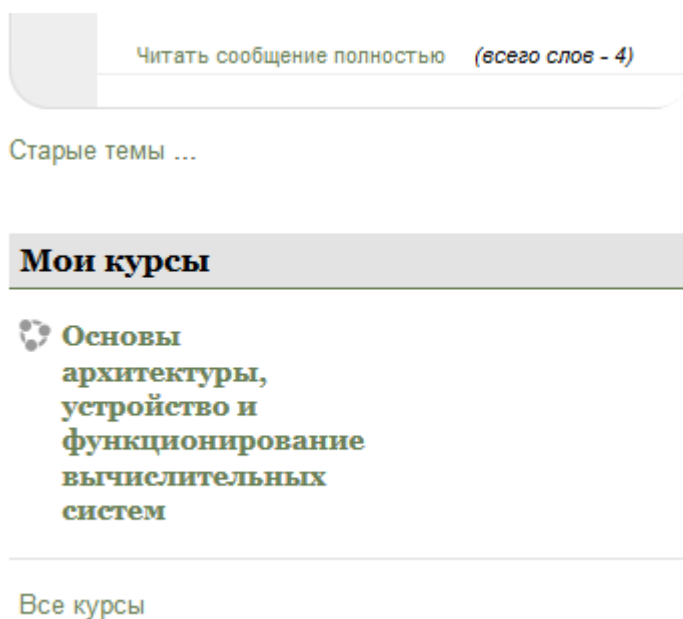 Читать сообщение полностью (всего слов - 4)
Старые темы ...
Мои курсы
Основы
архитектуры,
устройство и
функционирование
вычислительных
систем
Все курсы